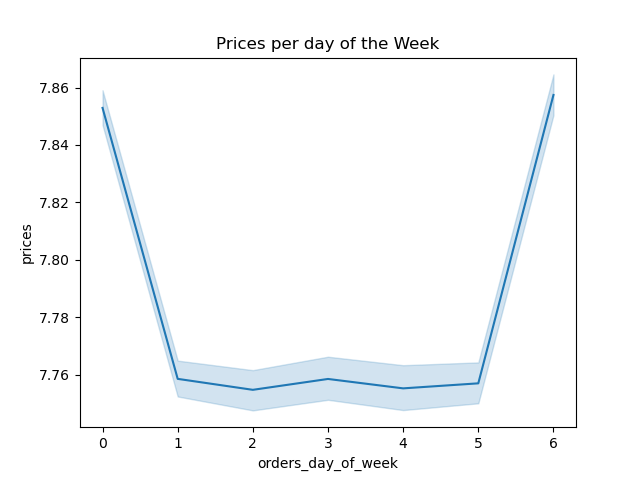 Prices per day of the Week
7.86
7.84
7.82
7.80
7.78
7.76
prices
0 1 2 3 4 5 6
orders_day_of_week